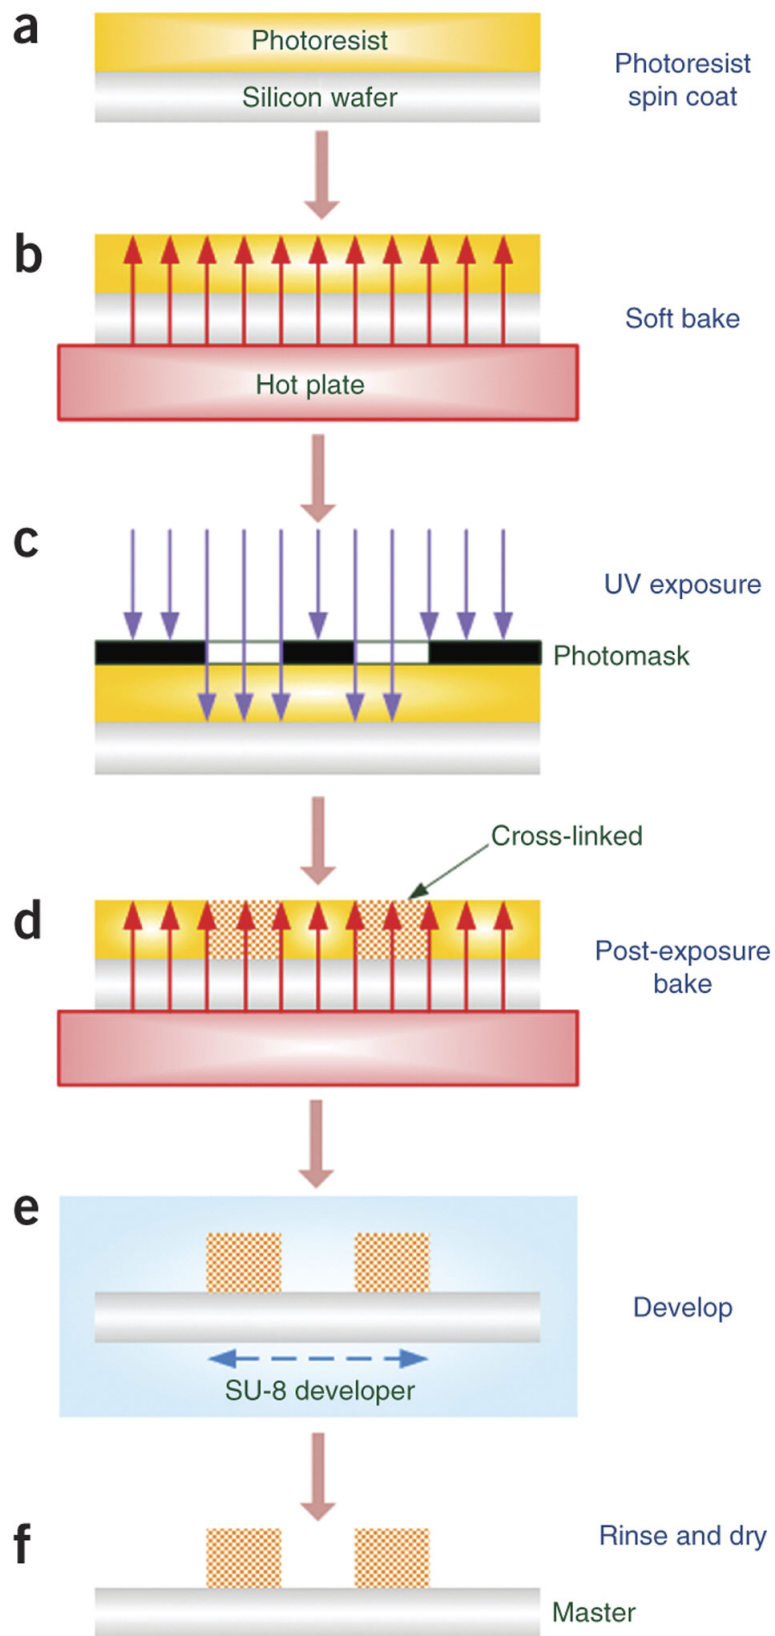 a
Photoresist
Silicon wafer
Photoresist
spin coat
b
Soft bake
Hot plate
c
UV exposure
Photomask
Cross-linked
d
Post-exposure
bake
e
Develop
SU-8 developer
f
Rinse and dry
Master